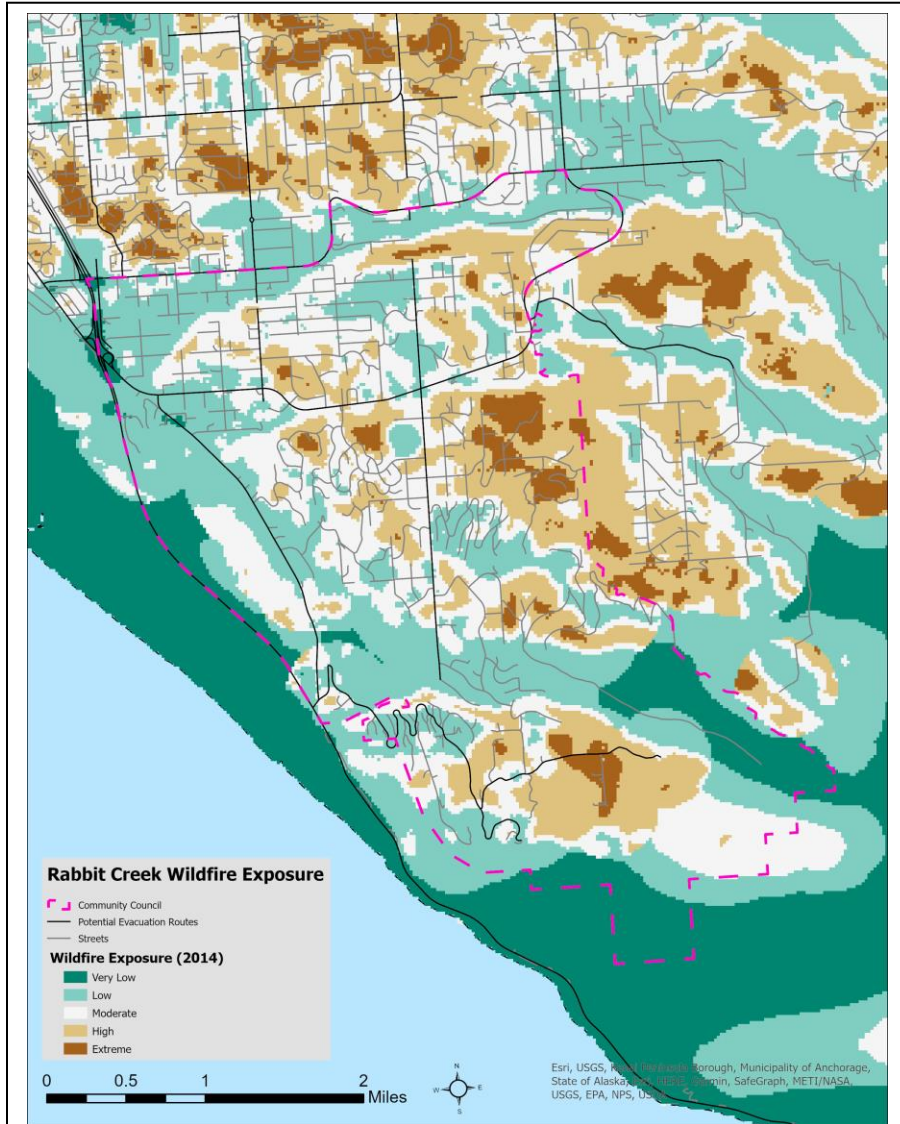 Rabbit Creek Wildfire Exposure
Community Council
Potential Evacuation Routes
Streets
Wildfire Exposure (2014)
Very Low
Low
Moderate
High
Extreme
0 0.5 1 2
Miles
N
W E
S
Esri, USGS, Borough, Municipality of Anchorage,
State of Alaska, SafeGraph, METI/NASA,
USGS, EPA, NPS,